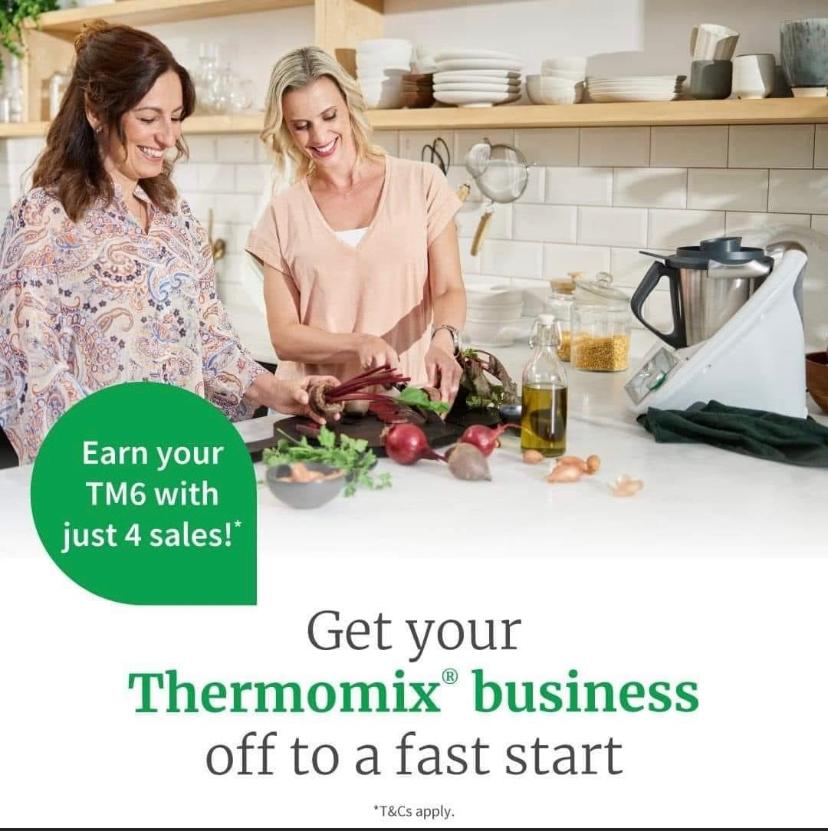 Earn your
TM6 with
just 4 sales!*
Get your
Thermomix® business
off to a fast start
*T&Cs apply.